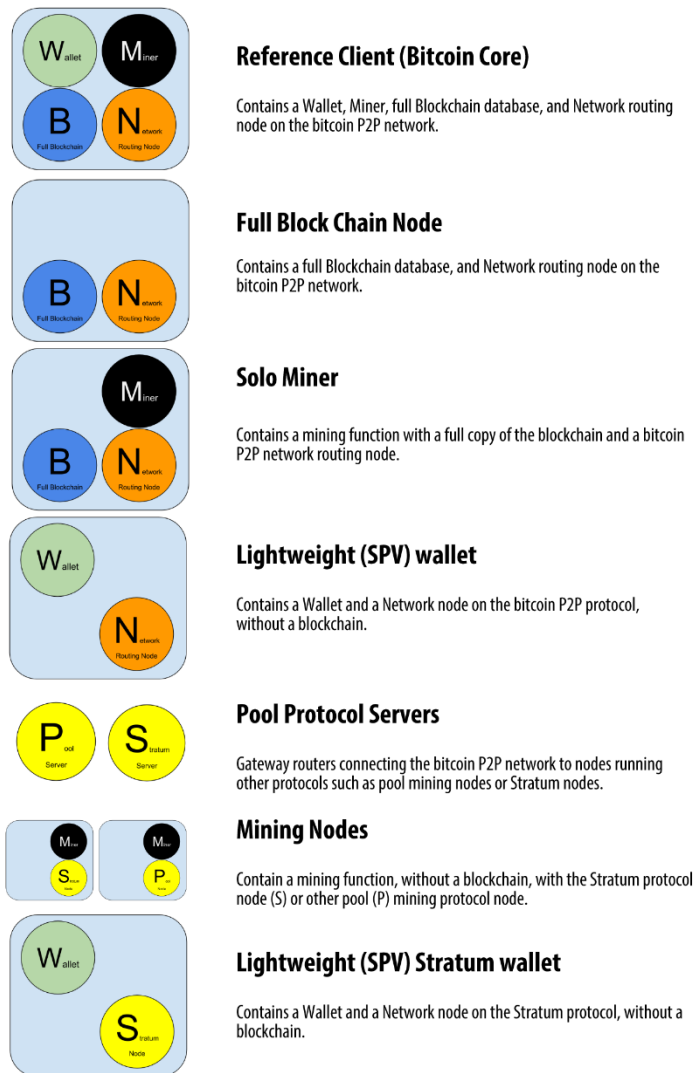 Wallet
Miner
B
Full Blockchain
Network
Routing Node
Reference Client (Bitcoin Core)
Contains a Wallet, Miner, full Blockchain database, and Network routing
node on the bitcoin P2P network.
B
Full Blockchain
Network
Routing Node
Full Block Chain Node
Contains a full Blockchain database, and Network routing node on the
bitcoin P2P network.
Miner
B
Full Blockchain
Network
Routing Node
Solo Miner
Contains a mining function with a full copy of the blockchain and a bitcoin
P2P network routing node.
Wallet
Network
Routing Node
Lightweight (SPV) wallet
Contains a Wallet and a Network node on the bitcoin P2P protocol,
without a blockchain.
Pool
Server
Stratum
Server
Pool Protocol Servers
Gateway routers connecting the bitcoin P2P network to nodes running
other protocols such as pool mining nodes or Stratum nodes.
Miner
Stratum
Miner
Pool
Mining Nodes
Contain a mining function, without a blockchain, with the Stratum protocol
node (S) or other pool (P) mining protocol node.
Wallet
Stratum
Node
Lightweight (SPV) Stratum wallet
Contains a Wallet and a Network node on the Stratum protocol, without a
blockchain.